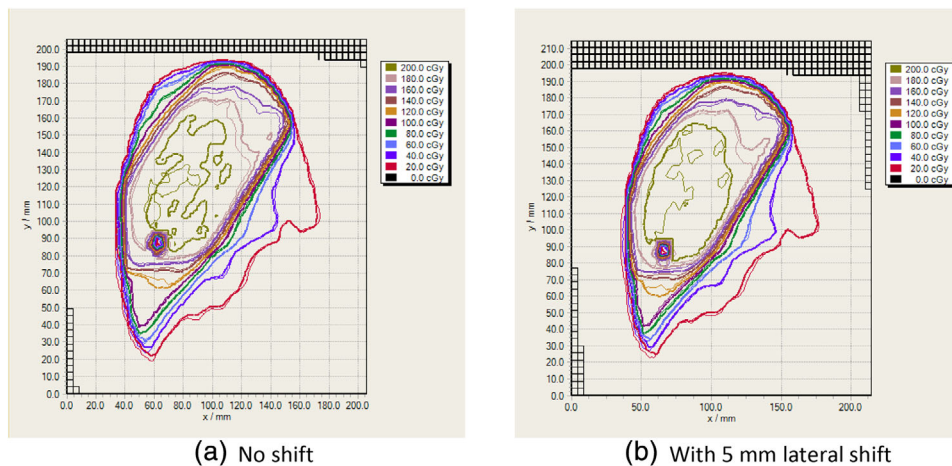 200.0
190.0
180.0
170.0
160.0
150.0
140.0
130.0
120.0
110.0
100.0
90.0
80.0
70.0
60.0
50.0
40.0
30.0
20.0
10.0
0.0
y / mm
0.0 20.0 40.0 60.0 80.0 100.0 120.0 140.0 160.0 180.0 200.0
x / mm
200.0 cGy
180.0 cGy
160.0 cGy
140.0 cGy
120.0 cGy
100.0 cGy
80.0 cGy
60.0 cGy
40.0 cGy
20.0 cGy
0.0 cGy
(a) No shift
210.0
200.0
190.0
180.0
170.0
160.0
150.0
140.0
130.0
120.0
110.0
100.0
90.0
80.0
70.0
60.0
50.0
40.0
30.0
20.0
10.0
0.0
y / mm
0.0 50.0 100.0 150.0 200.0
x / mm
200.0 cGy
180.0 cGy
160.0 cGy
140.0 cGy
120.0 cGy
100.0 cGy
80.0 cGy
60.0 cGy
40.0 cGy
20.0 cGy
0.0 cGy
(b) With 5 mm lateral shift